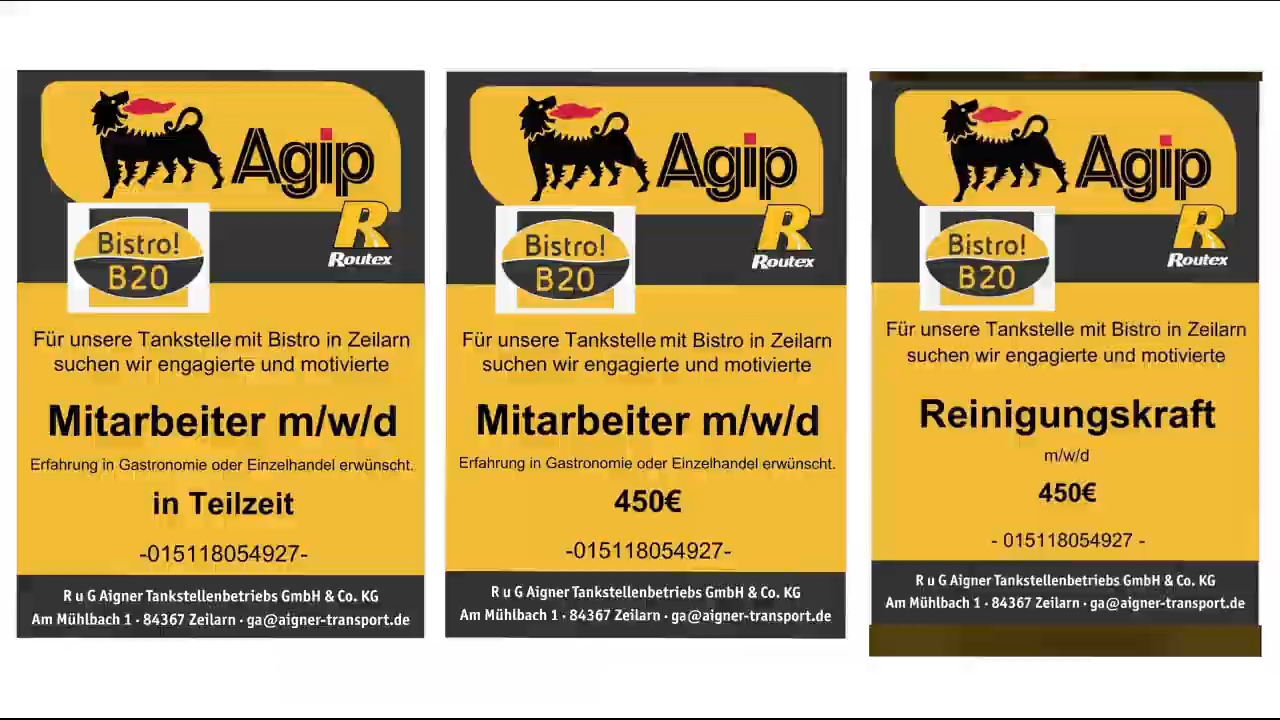 Agip
Bistro!
B20
Routex
Für unsere Tankstelle mit Bistro in Zeilarn
suchen wir engagierte und motivierte
Mitarbeiter m/w/d
Erfahrung in Gastronomie oder Einzelhandel erwünscht.
in Teilzeit
-015118054927-
R u G Aigner Tankstellenbetriebs GmbH & Co. KG
Am Mühlbach 1 · 84367 Zeilarn · ga@aigner-transport.de
Agip
Bistro!
B20
Routex
Für unsere Tankstelle mit Bistro in Zeilarn
suchen wir engagierte und motivierte
Mitarbeiter m/w/d
Erfahrung in Gastronomie oder Einzelhandel erwünscht.
450€
-015118054927-
R u G Aigner Tankstellenbetriebs GmbH & Co. KG
Am Mühlbach 1 · 84367 Zeilarn · ga@aigner-transport.de
Agip
Bistro!
B20
Routex
Für unsere Tankstelle mit Bistro in Zeilarn
suchen wir engagierte und motivierte
Reinigungskraft
m/w/d
450€
- 015118054927 -
R u G Aigner Tankstellenbetriebs GmbH & Co. KG
Am Mühlbach 1 · 84367 Zeilarn · ga@aigner-transport.de